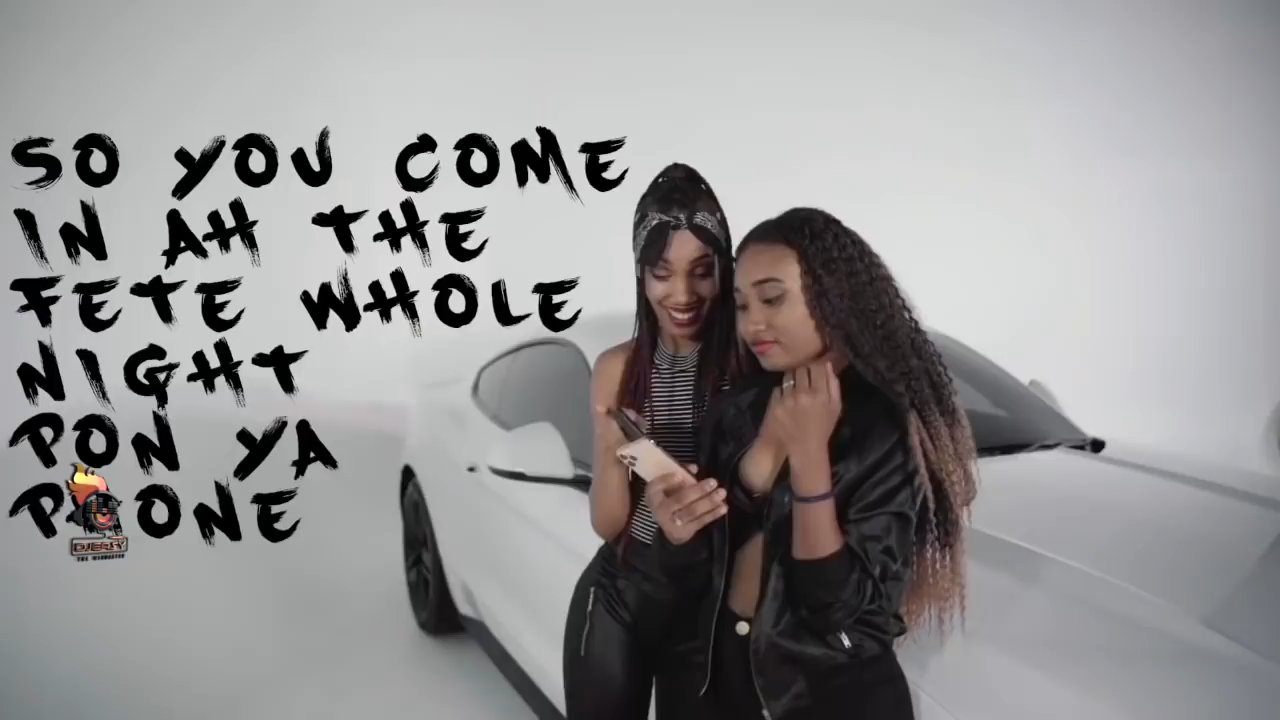 SO YOU COME
IN AH THE
FETE WHOLE
NIGHT
PON YA
PHONE